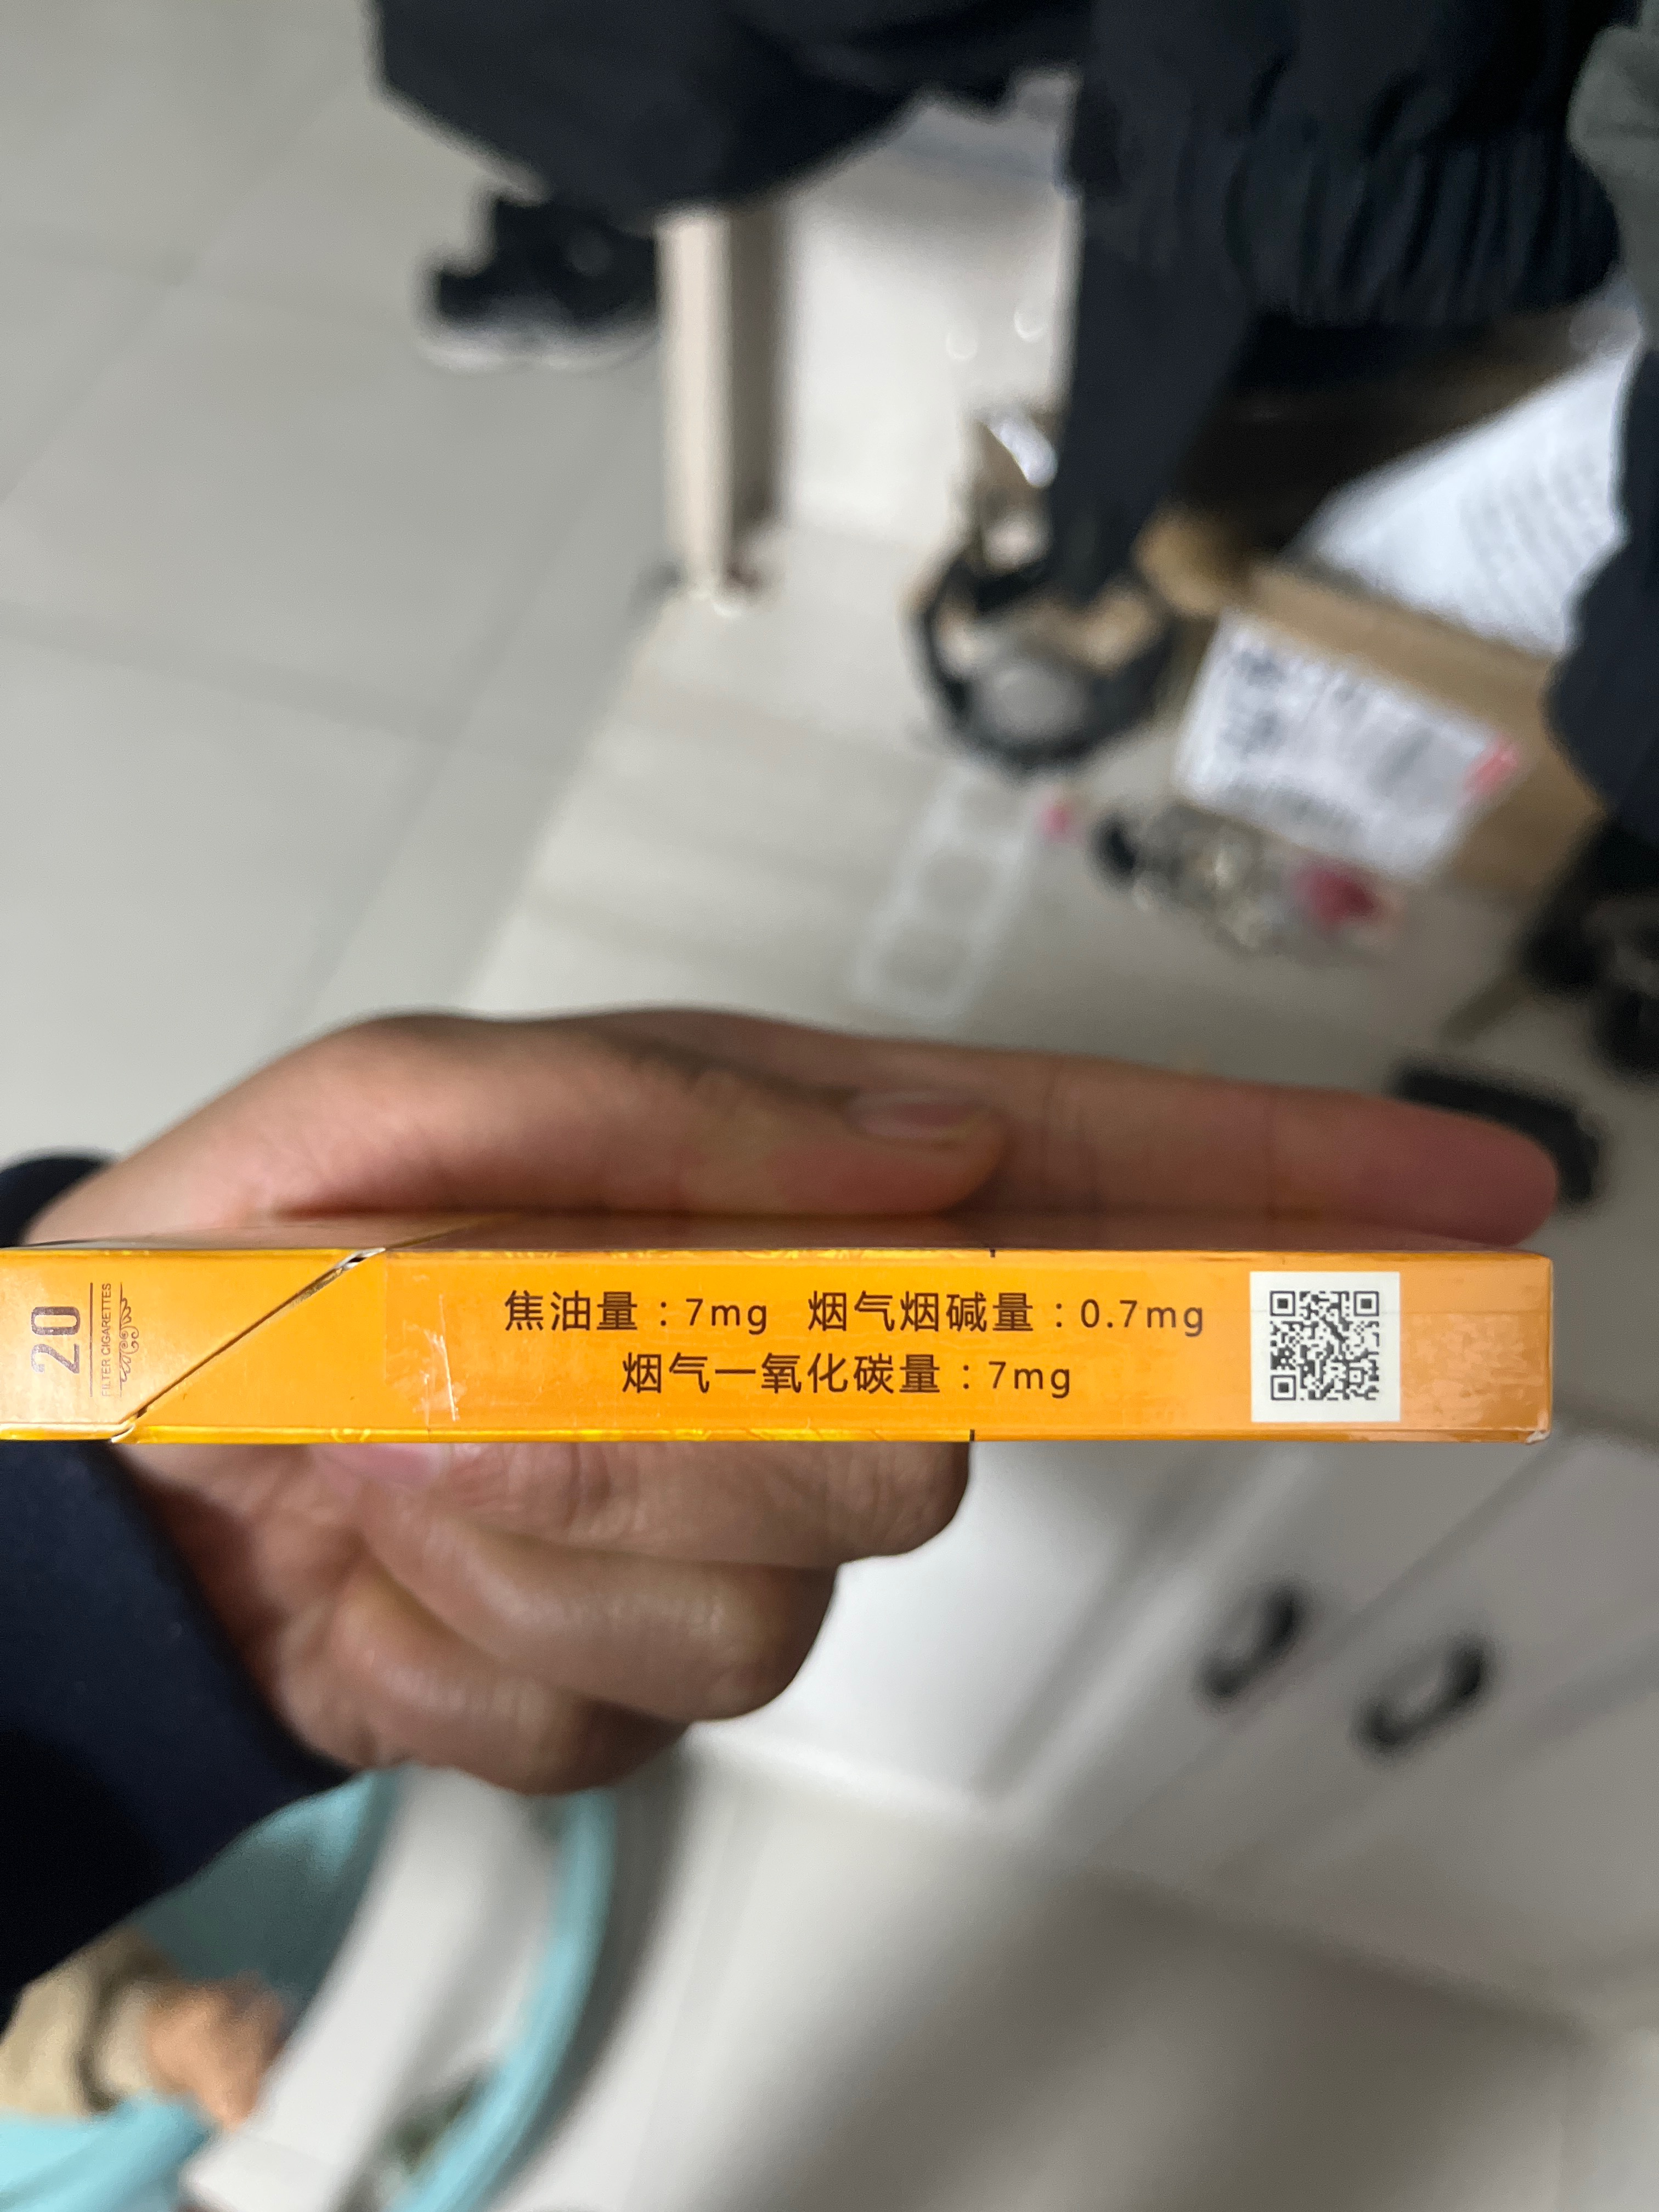 20
FILTER CIGARETTES
焦油量：7mg 烟气烟碱量：0.7mg
烟气一氧化碳量：7mg